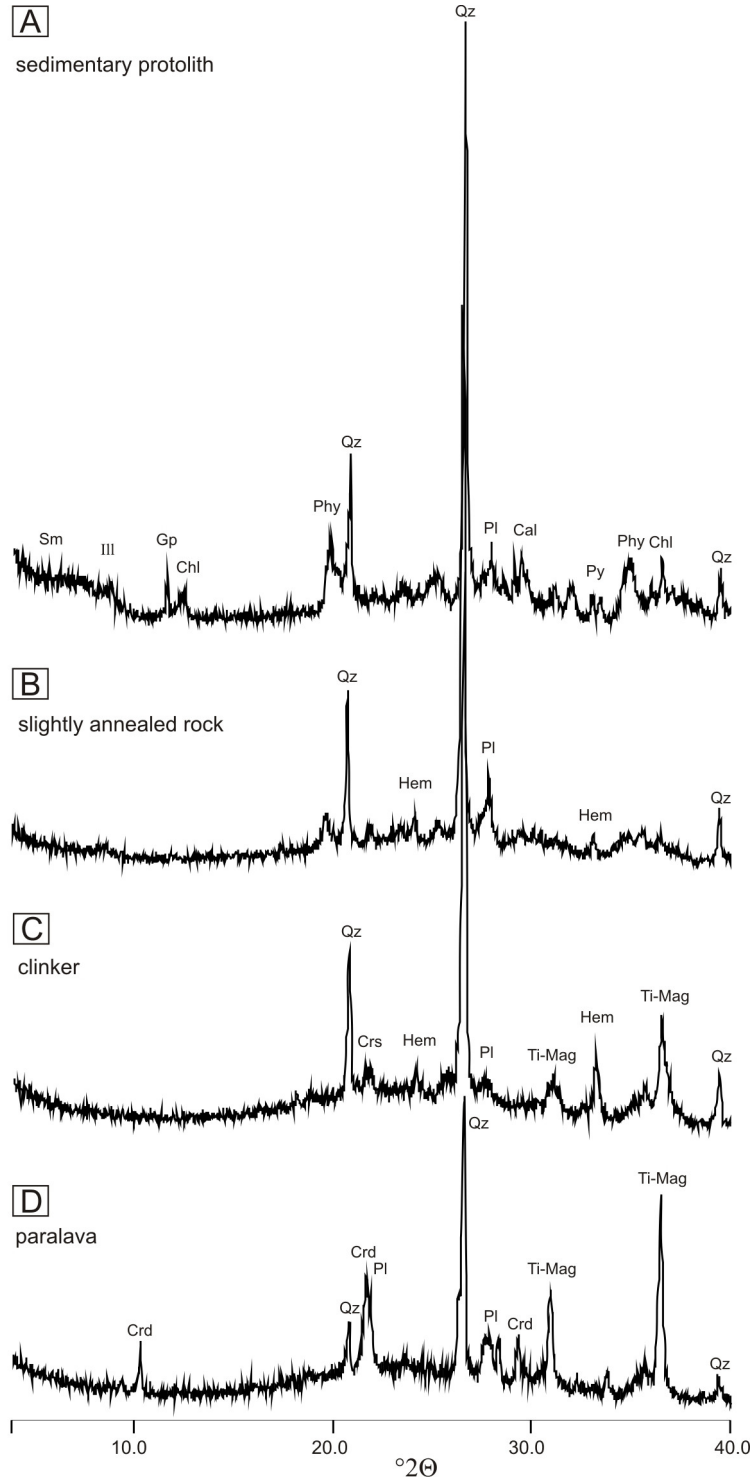 A
sedimentary protolith
Qz
Qz
Phy
Sm
Ill
Gp
Chl
Pl
Cal
Py
Phy
Chl
Qz
B
slightly annealed rock
Qz
Hem
Pl
Hem
Qz
C
clinker
Qz
Crs
Hem
Pl
Ti-Mag
Hem
Ti-Mag
Qz
Qz
D
paralava
Crd
Qz
Crd
Pl
Pl
Crd
Ti-Mag
Ti-Mag
Qz
10.0
20.0
30.0
40.0
°2Θ